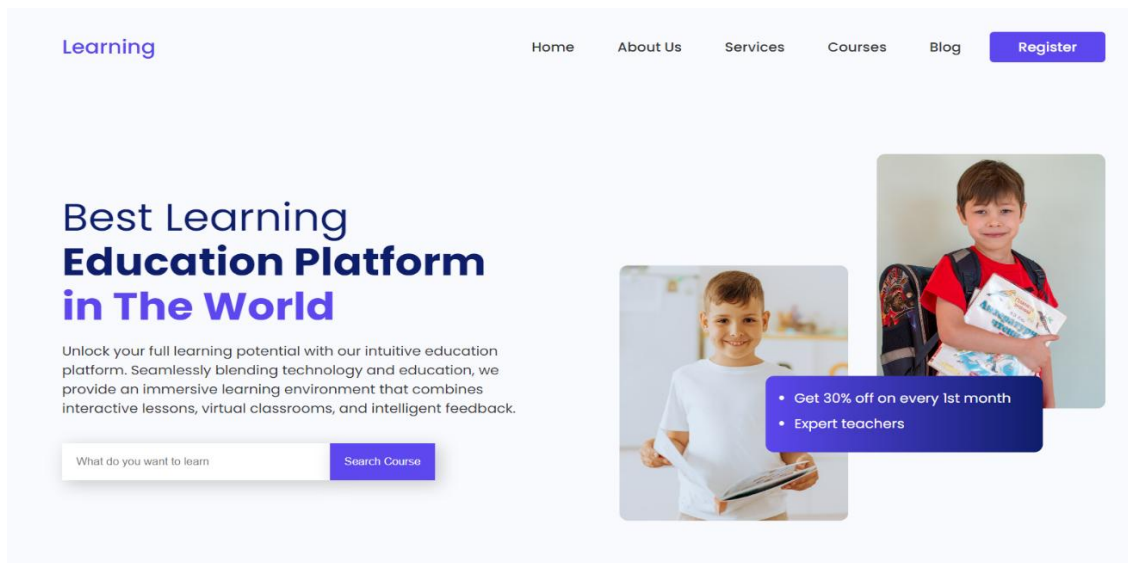 Learning
Home
About Us
Services
Courses
Blog
Register
Best Learning
Education Platform
in The World
Unlock your full learning potential with our intuitive education
platform. Seamlessly blending technology and education, we
provide an immersive learning environment that combines
interactive lessons, virtual classrooms, and intelligent feedback.
What do you want to learn
Search Course
Get 30% off on every 1st month
Expert teachers